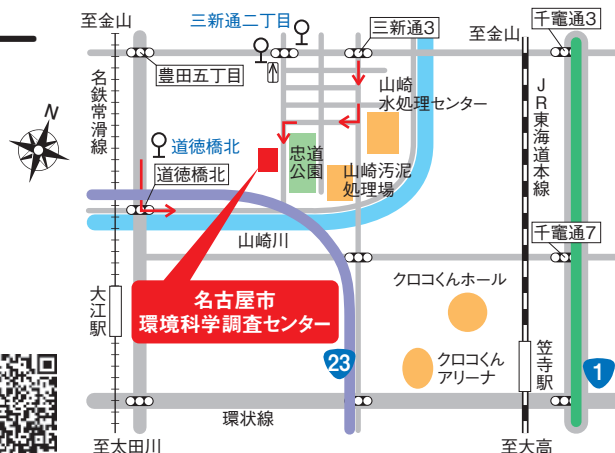 至金山
三新通二丁目
三新通3
至金山
千竈通3
豊田五丁目
名鉄常滑線
N
山崎
水処理センター
JR東海道本線
道徳橋北
忠道
公園
道徳橋北
山崎汚泥
処理場
山崎川
千竈通7
クロコくんホール
大江駅
名古屋市
環境科学調査センター
クロコくん
アリーナ
笠寺駅
23
1
環状線
至太田川
至大高